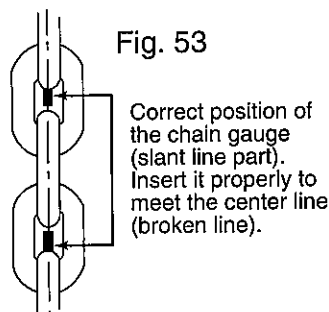 Fig. 53
Correct position of
the chain gauge
(slant line part).
Insert it properly to
meet the center line
(broken line).